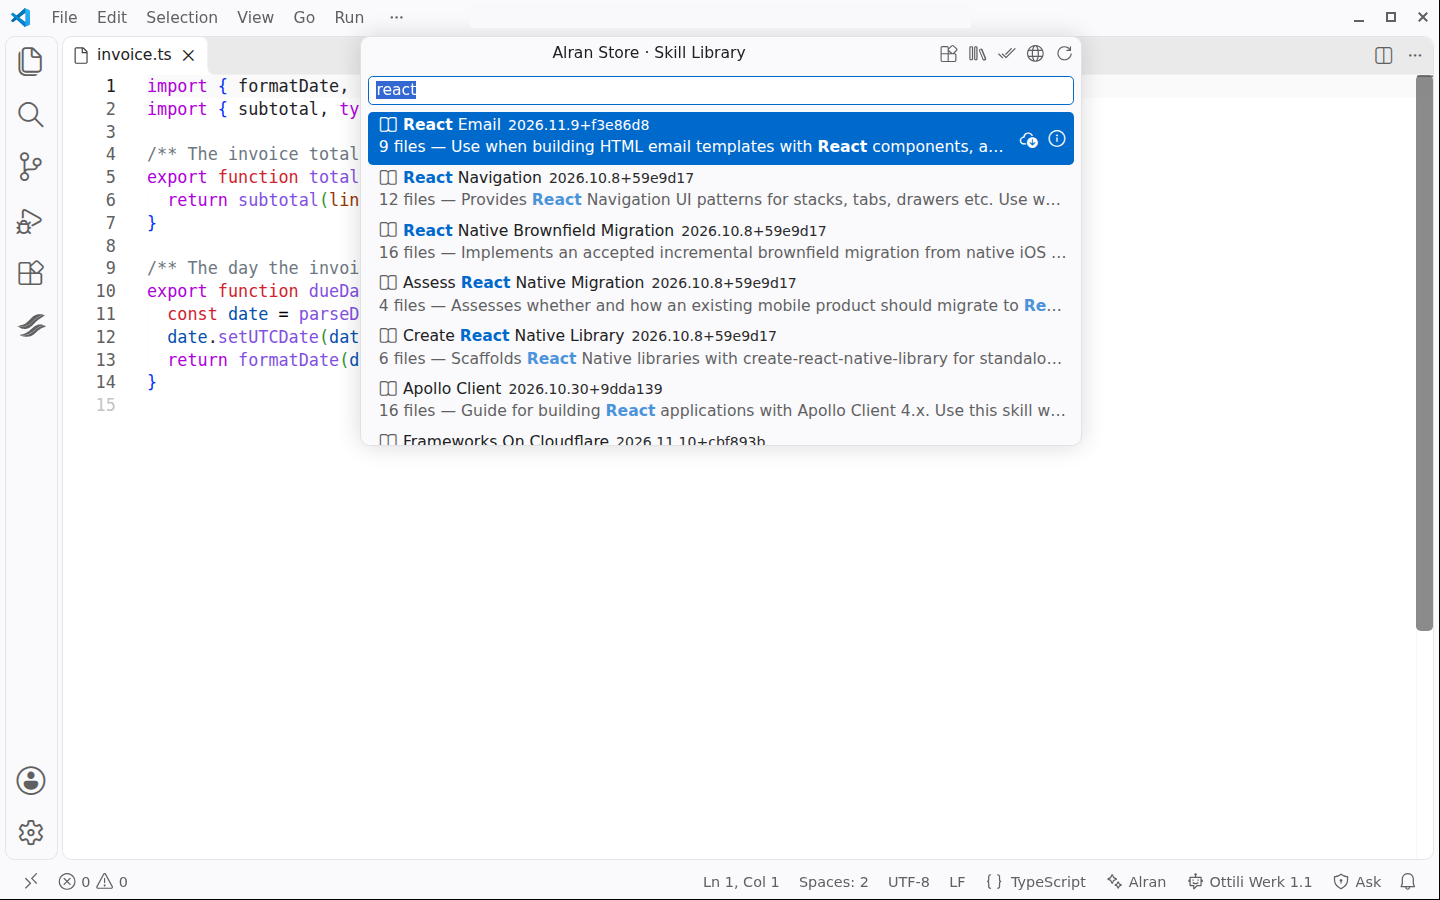 File Edit Selection View Go Run ···
invoice.ts
1 import { formatDate,
2 import { subtotal, ty
3
4 /** The invoice total
5 export function total
6 return subtotal(lin
7 }
8
9 /** The day the invoi
10 export function dueDa
11 const date = parseD
12 date.setUTCDate(dat
13 return formatDate(d
14 }
15
Alran Store · Skill Library
react
React Email 2026.11.9+f3e86d8
9 files — Use when building HTML email templates with React components, a...
React Navigation 2026.10.8+59e9d17
12 files — Provides React Navigation UI patterns for stacks, tabs, drawers etc. Use w...
React Native Brownfield Migration 2026.10.8+59e9d17
16 files — Implements an accepted incremental brownfield migration from native iOS ...
Assess React Native Migration 2026.10.8+59e9d17
4 files — Assesses whether and how an existing mobile product should migrate to Re...
Create React Native Library 2026.10.8+59e9d17
6 files — Scaffolds React Native libraries with create-react-native-library for standalo...
Apollo Client 2026.10.30+9dda139
16 files — Guide for building React applications with Apollo Client 4.x. Use this skill w...
Frameworks On Cloudflare 2026.11.10+cbf893b
0 0 Ln 1, Col 1 Spaces: 2 UTF-8 LF { } TypeScript Alran Ottili Werk 1.1 Ask